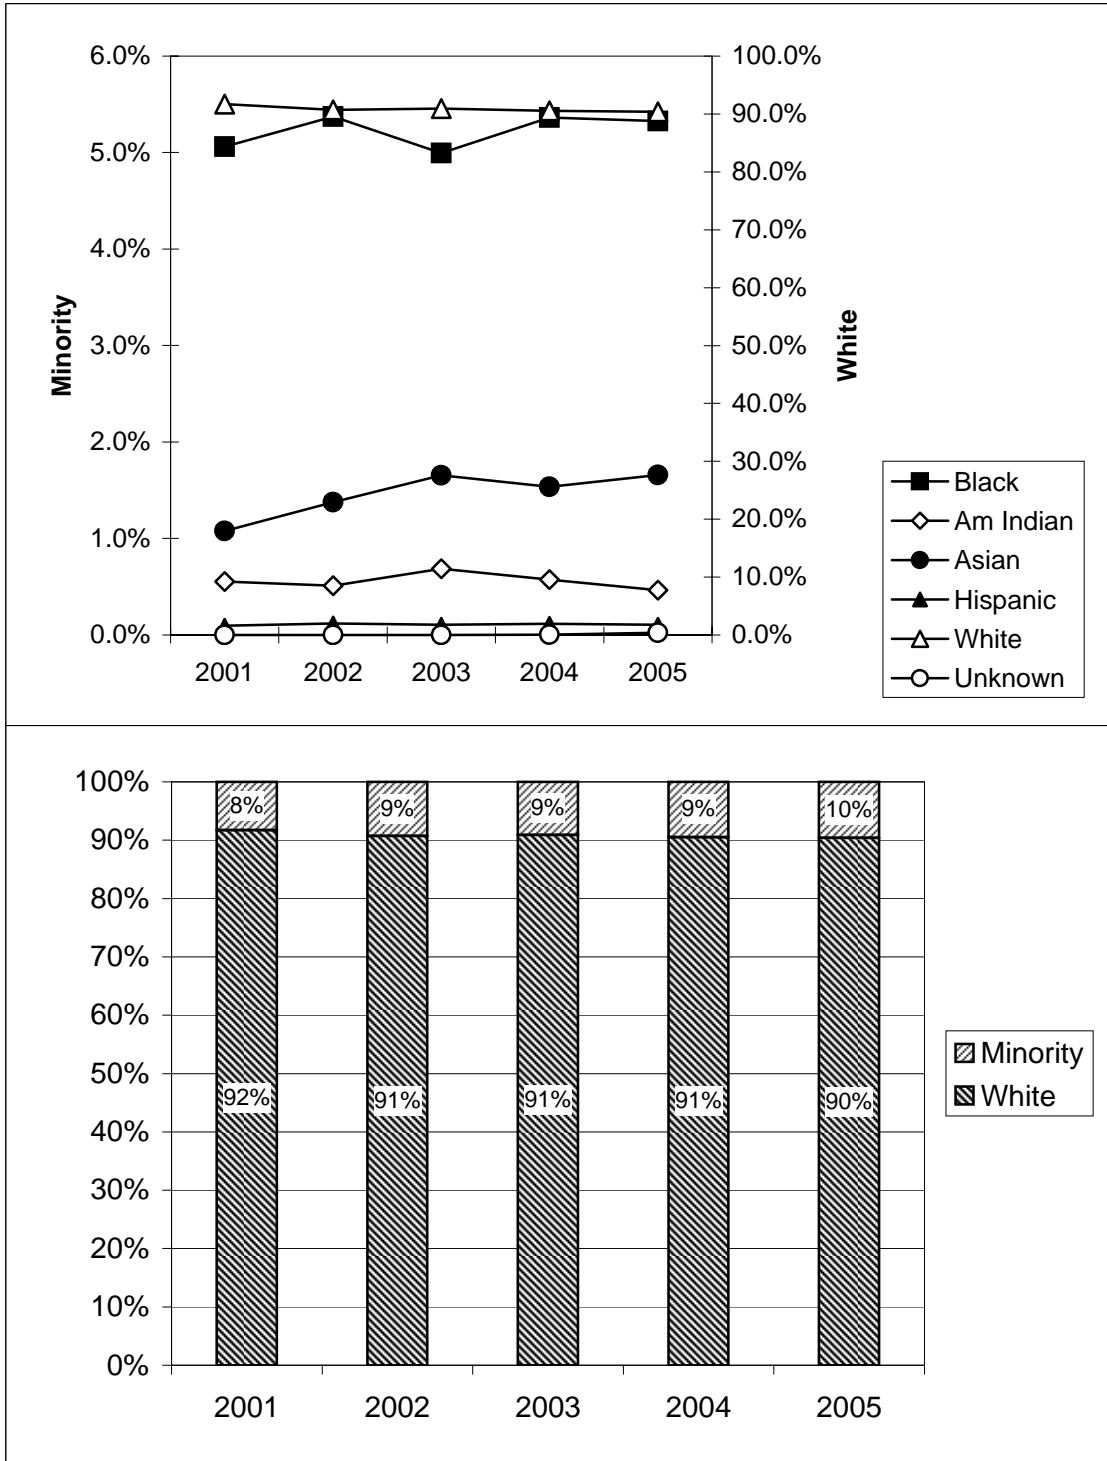 6.0%
5.0%
4.0%
3.0%
2.0%
1.0%
0.0%
Minority
100.0%
90.0%
80.0%
70.0%
60.0%
50.0%
40.0%
30.0%
20.0%
10.0%
0.0%
White
2001 2002 2003 2004 2005
Black
Am Indian
Asian
Hispanic
White
Unknown
100%
90%
80%
70%
60%
50%
40%
30%
20%
10%
0%
8% 9% 9% 9% 10%
92% 91% 91% 91% 90%
2001 2002 2003 2004 2005
Minority
White